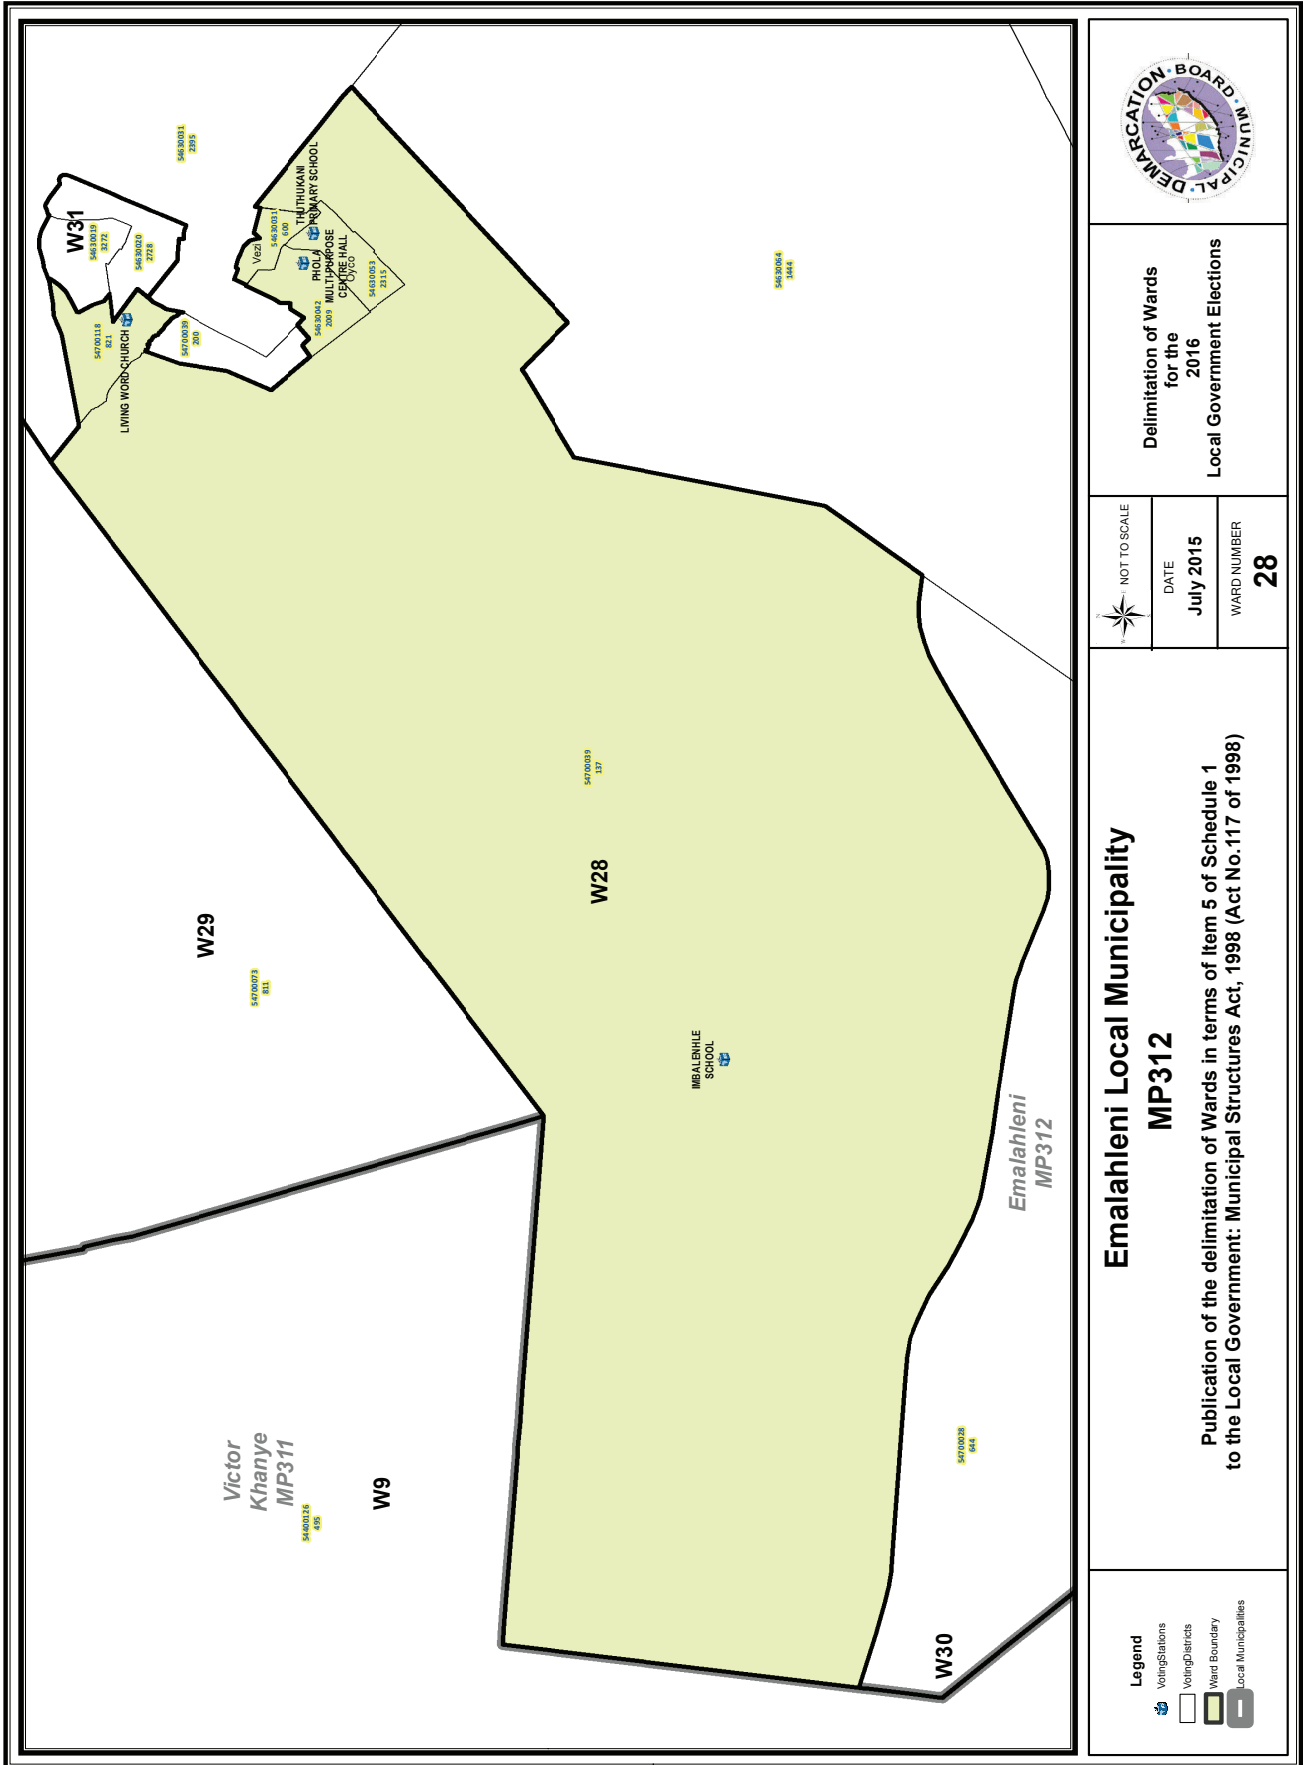 W31
54630019
3272
54630020
2728
54630031
2395
54700118
821
LIVING WORD CHURCH
54700039
200
Vezi
54630031
600
THUTHUKANI
PRIMARY SCHOOL
PHOLA
MULTI-PURPOSE
CENTRE HALL
Oyco
54630042
2009
54630053
2315
54630064
1444
W29
54700073
811
54700039
137
W28
IMBALENHLE
SCHOOL
Victor
Khanye
MP311
54400126
495
W9
Emalahleni
MP312
54700028
644
W30
Legend
VotingStations
VotingDistricts
Ward Boundary
Local Municipalities
Emalahleni Local Municipality
MP312
Publication of the delimitation of Wards in terms of Item 5 of Schedule 1
to the Local Government: Municipal Structures Act, 1998 (Act No.117 of 1998)
N
W
E
S
NOT TO SCALE
DATE
July 2015
WARD NUMBER
28
Delimitation of Wards
for the
2016
Local Government Elections
MUNICIPAL • DEMARCATION • BOARD •